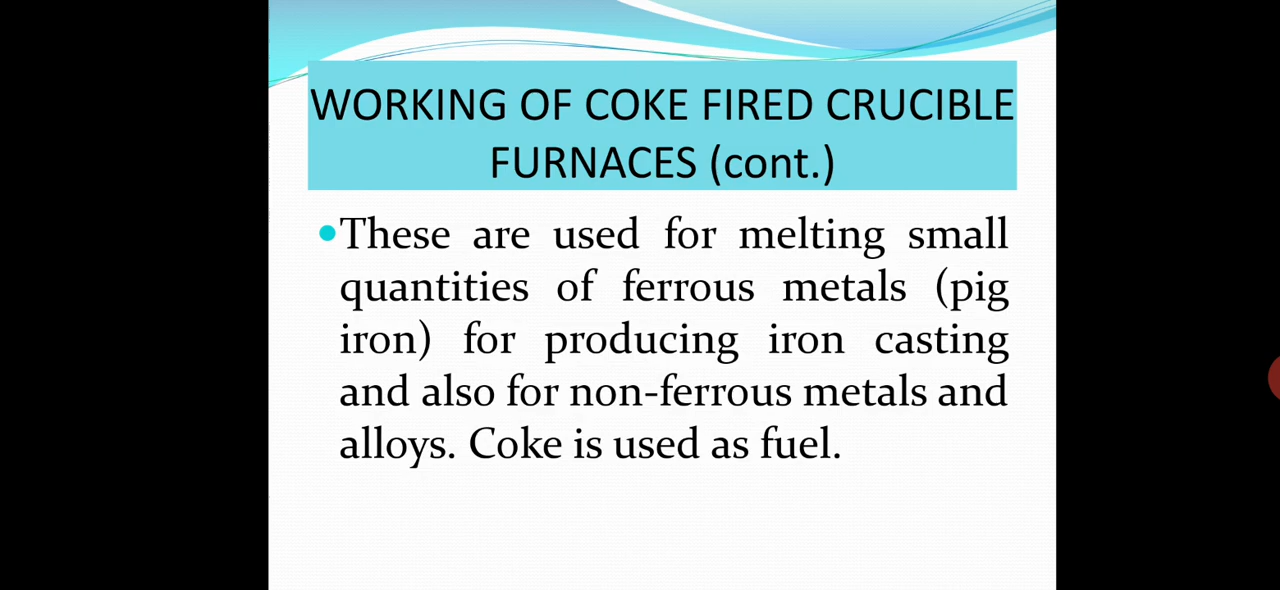 WORKING OF COKE FIRED CRUCIBLE
FURNACES (cont.)
•These are used for melting small
quantities of ferrous metals (pig
iron) for producing iron casting
and also for non-ferrous metals and
alloys. Coke is used as fuel.